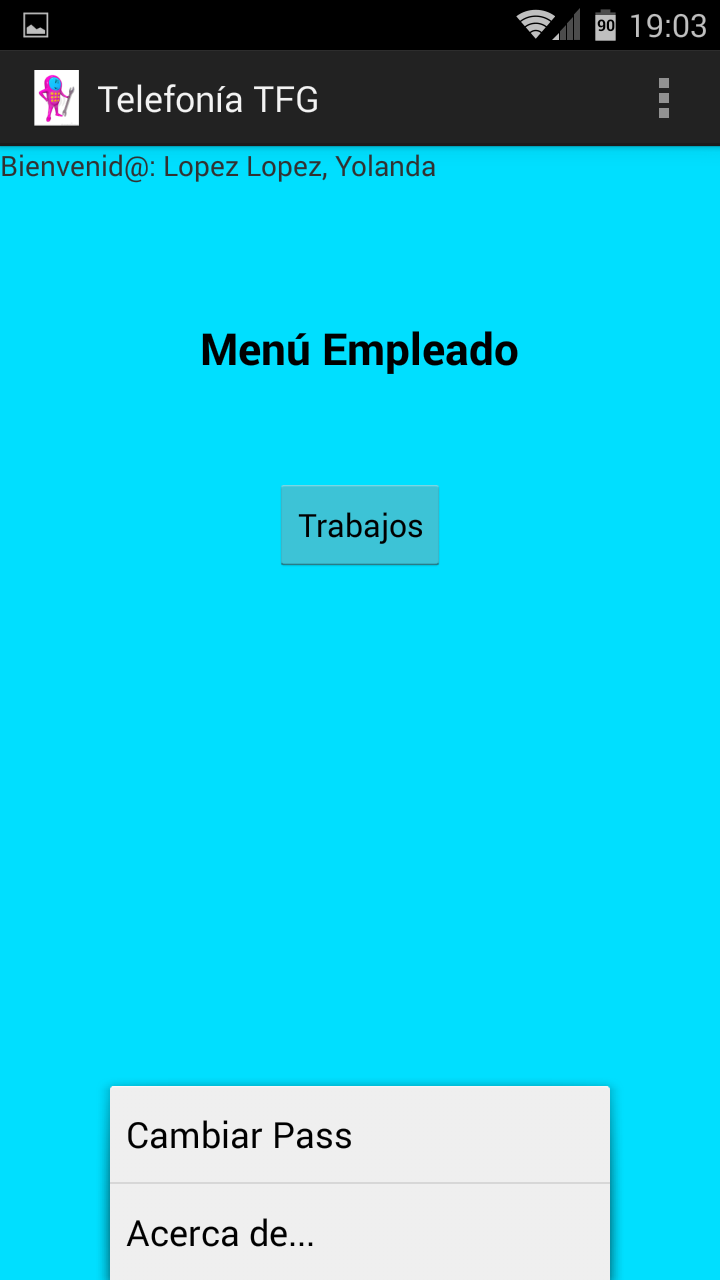 90 19:03
Telefonía TFG
Bienvenid@: Lopez Lopez, Yolanda
Menú Empleado
Trabajos
Cambiar Pass
Acerca de...